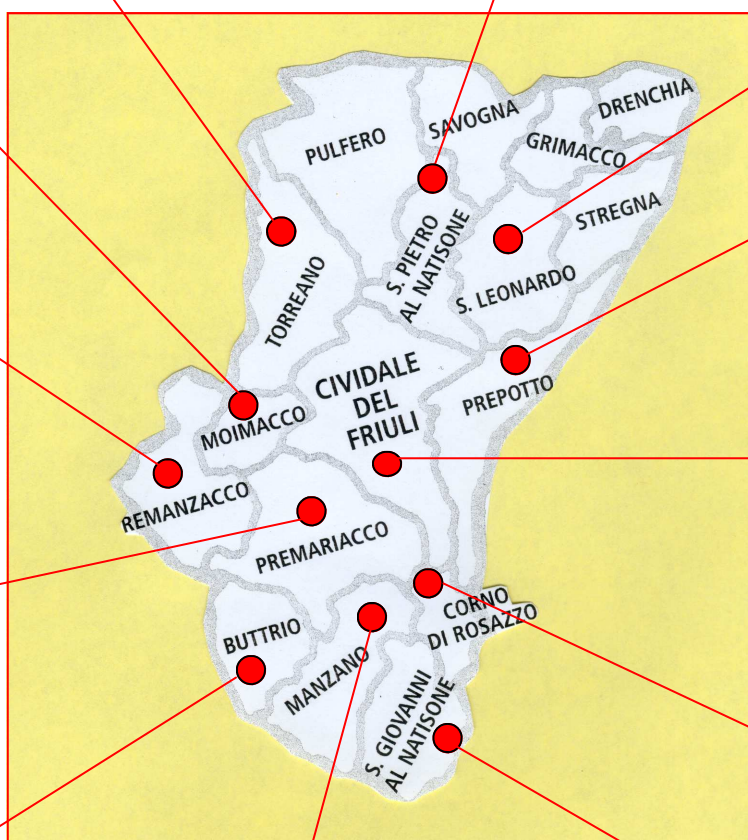 DRENCHIA
SAVOGNA
PULFERO
GRIMACCO
STREGNA
S. PIETRO
AL NATISONE
TORREANO
S. LEONARDO
CIVIDALE
DEL
FRIULI
PREPOTTO
MOIMACCO
REMANZACCO
PREMARIACCO
CORNO
DI ROSAZZO
BUTTRIO
MANZANO
S. GIOVANNI
AL NATISONE